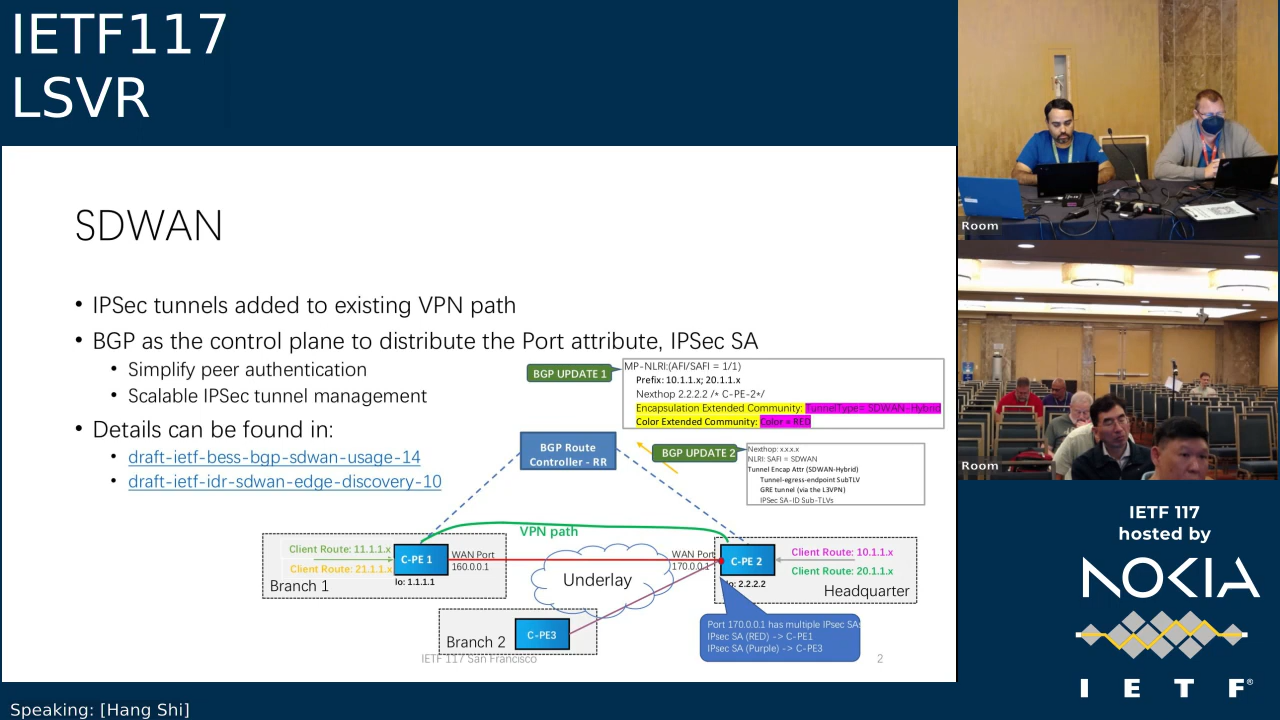 IETF117
LSVR
SDWAN
• IPSec tunnels added to existing VPN path
• BGP as the control plane to distribute the Port attribute, IPSec SA
• Simplify peer authentication
• Scalable IPSec tunnel management
• Details can be found in:
• draft-ietf-bess-bgp-sdwan-usage-14
• draft-ietf-idr-sdwan-edge-discovery-10
BGP UPDATE 1
MP-NLRI:(AFI/SAFI = 1/1)
Prefix: 10.1.1.x; 20.1.1.x
Nexthop 2.2.2.2 /* C-PE-2*/
Encapsulation Extended Community: TunnelType= SDWAN-Hybrid
Color Extended Community: Color = RED
BGP Route
Controller - RR
BGP UPDATE 2
Nexthop: x.x.x.x
NLRI: SAFI = SDWAN
Tunnel Encap Attr (SDWAN-Hybrid)
Tunnel-egress-endpoint SubTLV
GRE tunnel (via the L3VPN)
IPSec SA-ID Sub-TLVs
VPN path
Client Route: 11.1.1.x
Client Route: 21.1.1.x
C-PE 1
lo: 1.1.1.1
Branch 1
WAN Port
160.0.0.1
Underlay
WAN Port
170.0.0.1
C-PE 2
lo: 2.2.2.2
Client Route: 10.1.1.x
Client Route: 20.1.1.x
Headquarter
Branch 2
C-PE3
Port 170.0.0.1 has multiple IPsec SAs
IPsec SA (RED) -> C-PE1
IPsec SA (Purple) -> C-PE3
IETF 117 San Francisco
2
Room
Room
IETF 117
hosted by
NOKIA
I E T F®
Speaking: [Hang Shi]